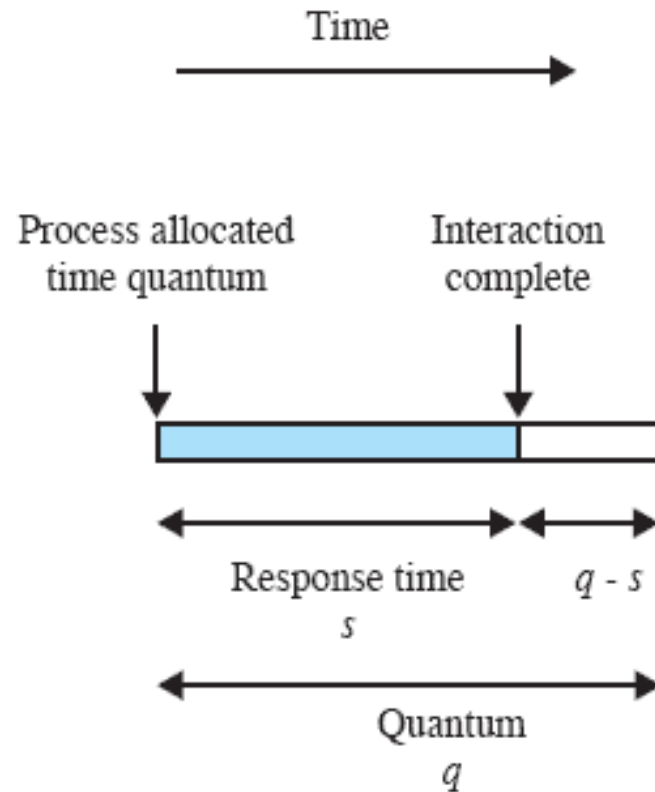 Time
Process allocated
time quantum
Interaction
complete
Response time
s
q - s
Quantum
q